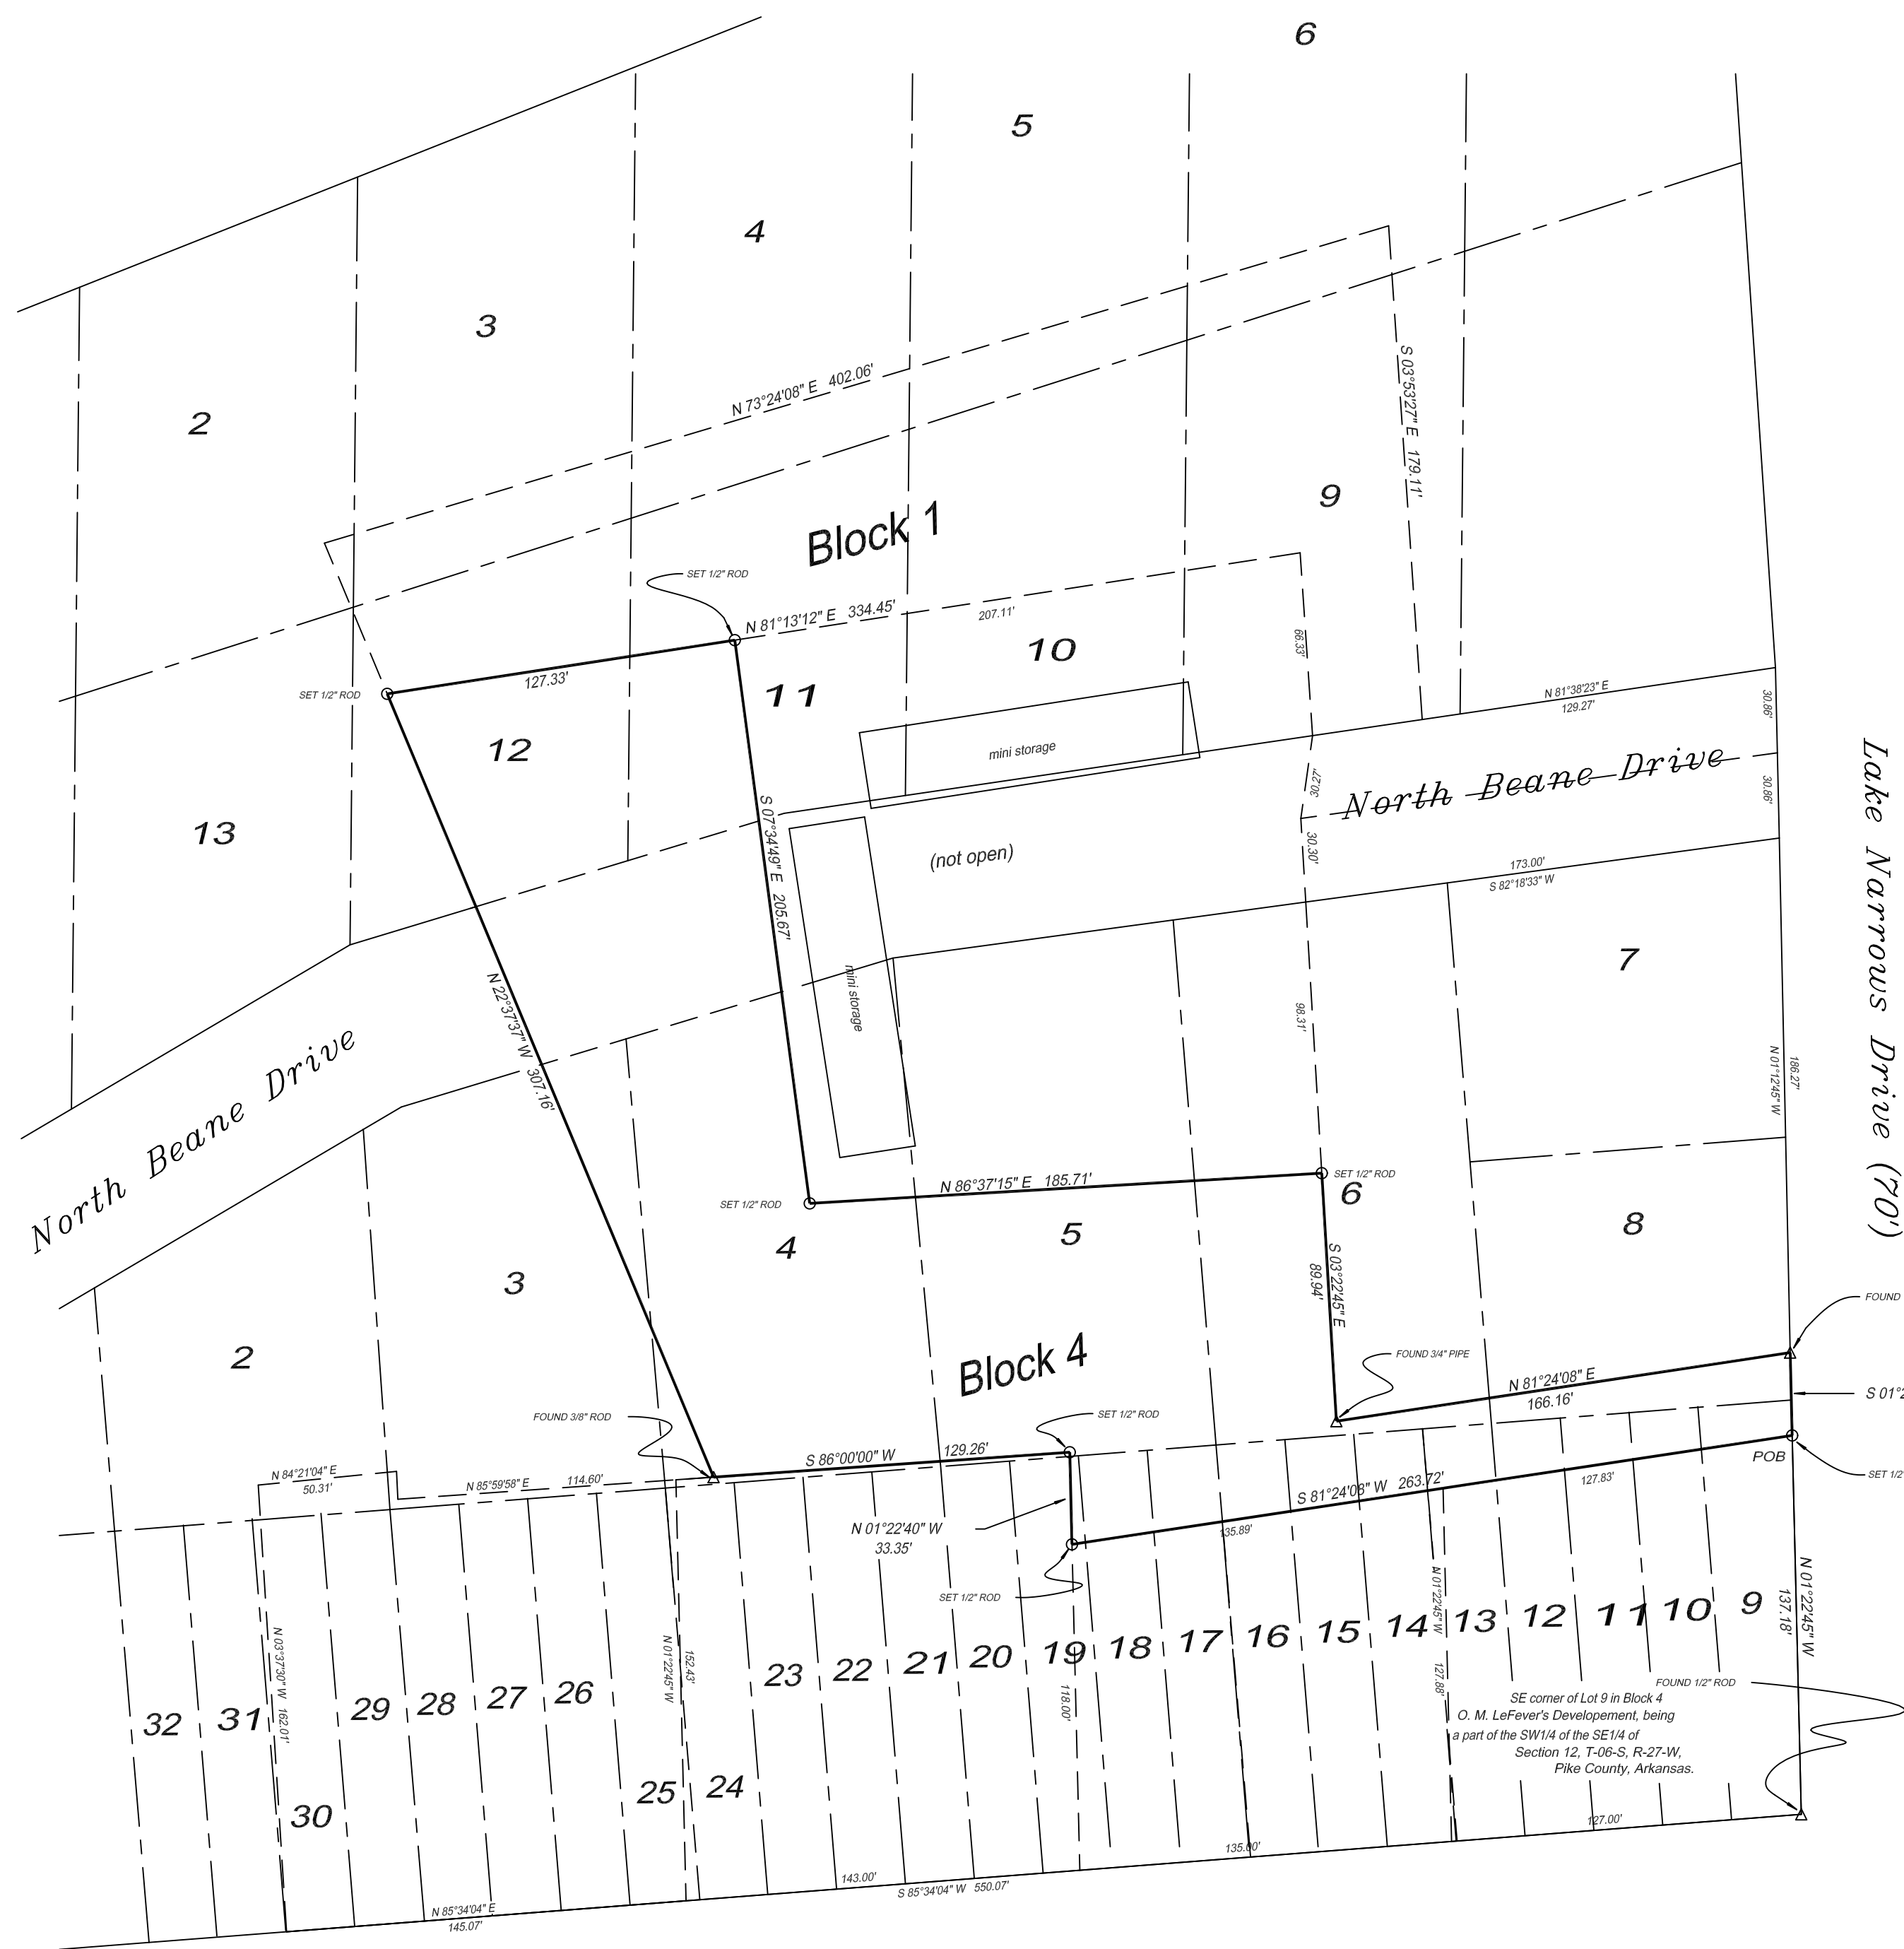 6
5
4
3
2
N 73°24'08" E 402.06'
S 03°53'27" E 179.11'
9
Block 1
SET 1/2" ROD
N 81°13'12" E 334.45'
207.11'
66.33'
10
11
127.33'
SET 1/2" ROD
12
13
mini storage
N 81°38'23" E
129.27'
30.86'
North Beane Drive
30.27'
30.86'
30.30'
(not open)
S 07°34'49" E 205.67'
173.00'
S 82°18'33" W
Lake Narrous Drive (70')
7
mini storage
98.31'
N 22°37'37" W 307.16'
North Beane Drive
N 01°12'45" W
186.27'
N 86°37'15" E 185.71'
SET 1/2" ROD
SET 1/2" ROD
6
5
4
8
3
2
S 03°22'45" E
89.94'
FOUND
Block 4
FOUND 3/4" PIPE
N 81°24'08" E
166.16'
S 01°2
FOUND 3/8" ROD
SET 1/2" ROD
S 86°00'00" W 129.26'
POB
SET 1/2"
N 84°21'04" E
50.31'
N 85°59'58" E 114.60'
S 81°24'08" W 263.72'
127.83'
135.89'
N 01°22'40" W
33.35'
SET 1/2" ROD
N 01°22'45" W 127.88'
N 01°22'45" W
137.18'
N 03°37'30" W 162.01'
N 01°22'45" W
152.43'
118.00'
32
31
30
29
28
27
26
25
24
23
22
21
20
19
18
17
16
15
14
13
12
11
10
9
FOUND 1/2" ROD
SE corner of Lot 9 in Block 4
O. M. LeFever's Developement, being
a part of the SW1/4 of the SE1/4 of
Section 12, T-06-S, R-27-W,
Pike County, Arkansas.
127.00'
135.00'
143.00'
S 85°34'04" W 550.07'
N 85°34'04" E
145.07'